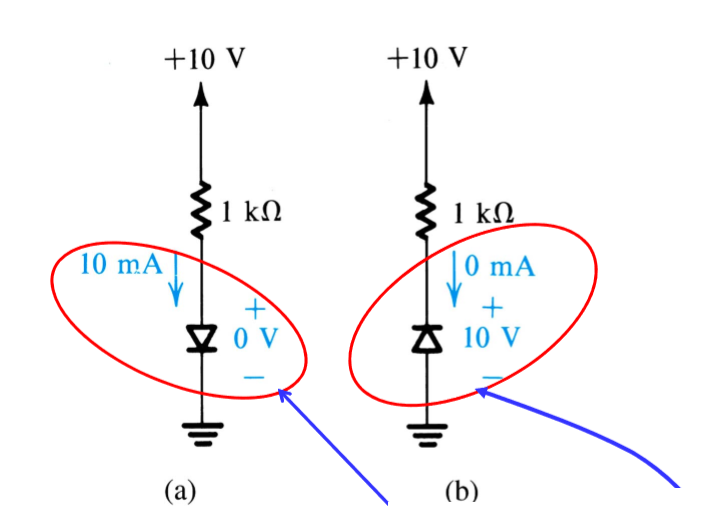 +10 V
+10 V
1 kΩ
1 kΩ
10 mA
0 mA
+
0 V
−
+
10 V
−
(a)
(b)